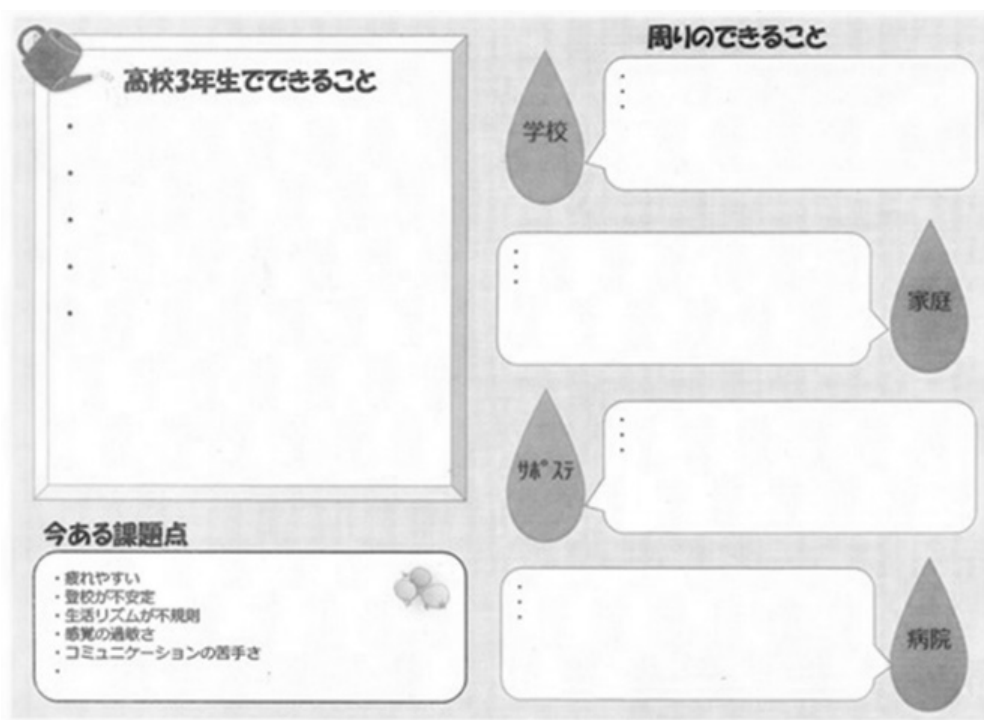 高校3年生でできること
・
・
・
・
・
今ある課題点
・疲れやすい
・登校が不安定
・生活リズムが不規則
・感覚の過敏さ
・コミュニケーションの苦手さ
・
周りのできること
学校
・
・
・
家庭
・
・
・
サポステ
・
・
・
病院
・
・
・